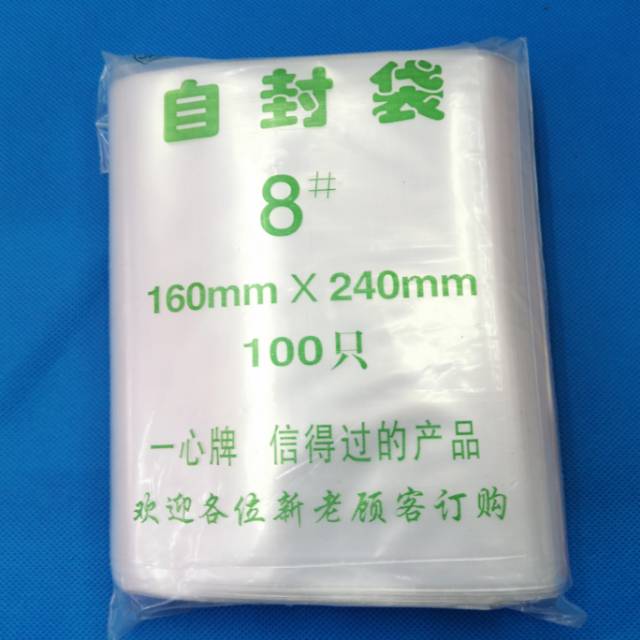 自封袋
8#
160mm X 240mm
100只
一心牌 信得过的产品
欢迎各位新老顾客订购